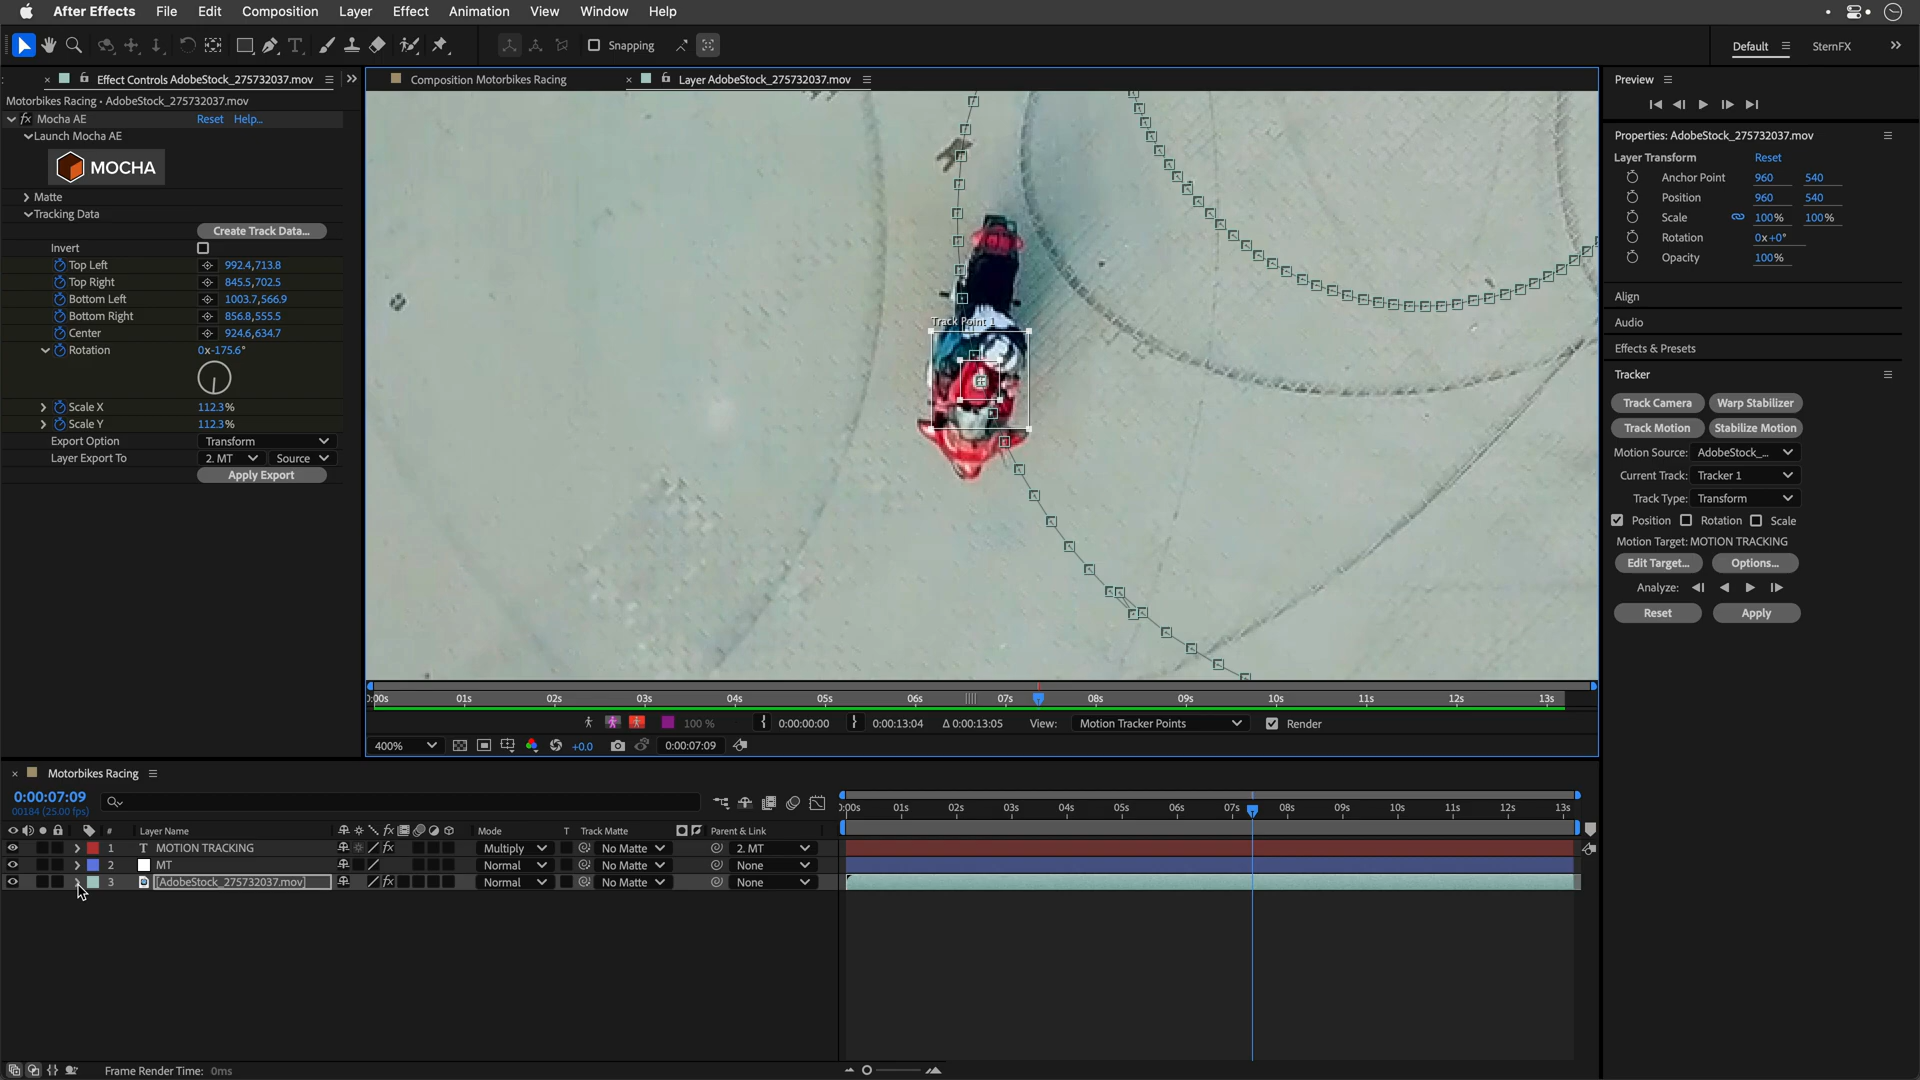 After Effects File Edit Composition Layer Effect Animation View Window Help
Snapping
Default SternFX
Effect Controls AdobeStock_275732037.mov
Motorbikes Racing • AdobeStock_275732037.mov
fx Mocha AE Reset Help...
Launch Mocha AE
MOCHA
Matte
Tracking Data
Create Track Data...
Invert
Top Left 992.4,713.8
Top Right 845.5,702.5
Bottom Left 1003.7,566.9
Bottom Right 856.8,555.5
Center 924.6,634.7
Rotation 0x-175.6°
Scale X 112.3%
Scale Y 112.3%
Export Option Transform
Layer Export To 2. MT Source
Apply Export
Composition Motorbikes Racing
Layer AdobeStock_275732037.mov
Track Point 1
0:00s 01s 02s 03s 04s 05s 06s 07s 08s 09s 10s 11s 12s 13s
100 % 0:00:00:00 0:00:13:04 Δ 0:00:13:05 View: Motion Tracker Points Render
400% +0.0 0:00:07:09
Preview
Properties: AdobeStock_275732037.mov
Layer Transform Reset
Anchor Point 960 540
Position 960 540
Scale 100% 100%
Rotation 0x+0°
Opacity 100%
Align
Audio
Effects & Presets
Tracker
Track Camera Warp Stabilizer
Track Motion Stabilize Motion
Motion Source: AdobeStock_...
Current Track: Tracker 1
Track Type: Transform
Position Rotation Scale
Motion Target: MOTION TRACKING
Edit Target... Options...
Analyze:
Reset Apply
Motorbikes Racing
0:00:07:09
00184 (25.00 fps)
0:00s 01s 02s 03s 04s 05s 06s 07s 08s 09s 10s 11s 12s 13s
# Layer Name fx Mode T Track Matte Parent & Link
1 T MOTION TRACKING fx Multiply No Matte 2. MT
2 MT Normal No Matte None
3 [AdobeStock_275732037.mov] fx Normal No Matte None
Frame Render Time: 0ms